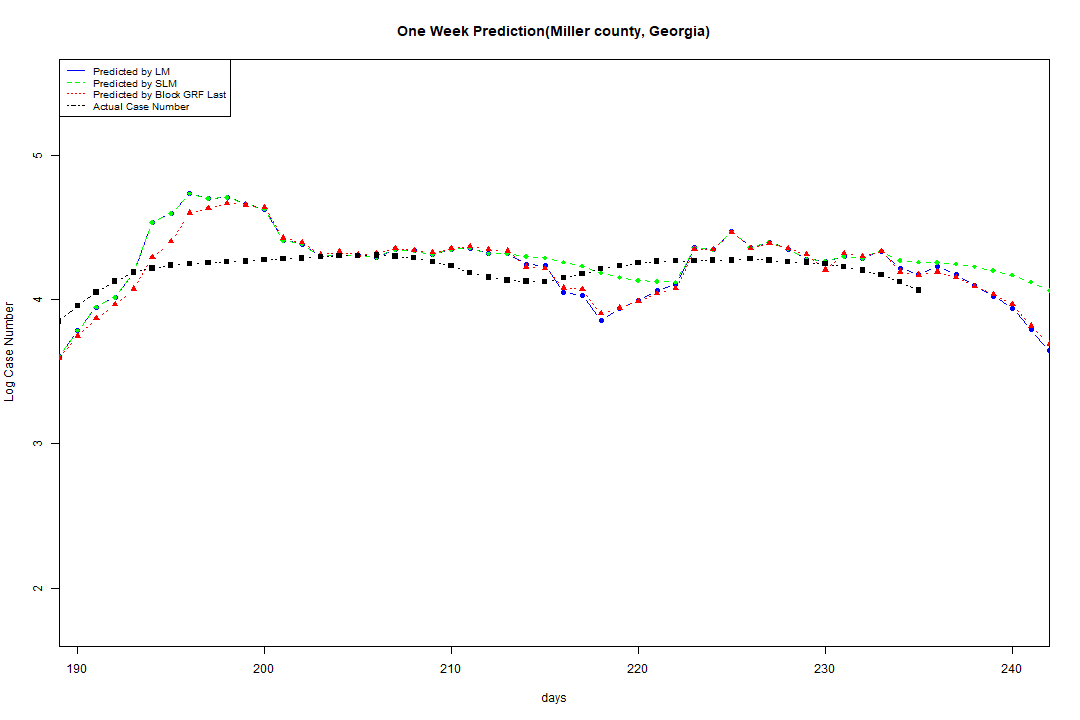 One Week Prediction(Miller county, Georgia)
Predicted by LM
Predicted by SLM
Predicted by Block GRF Last
Actual Case Number
5
4
3
2
Log Case Number
190 200 210 220 230 240
days